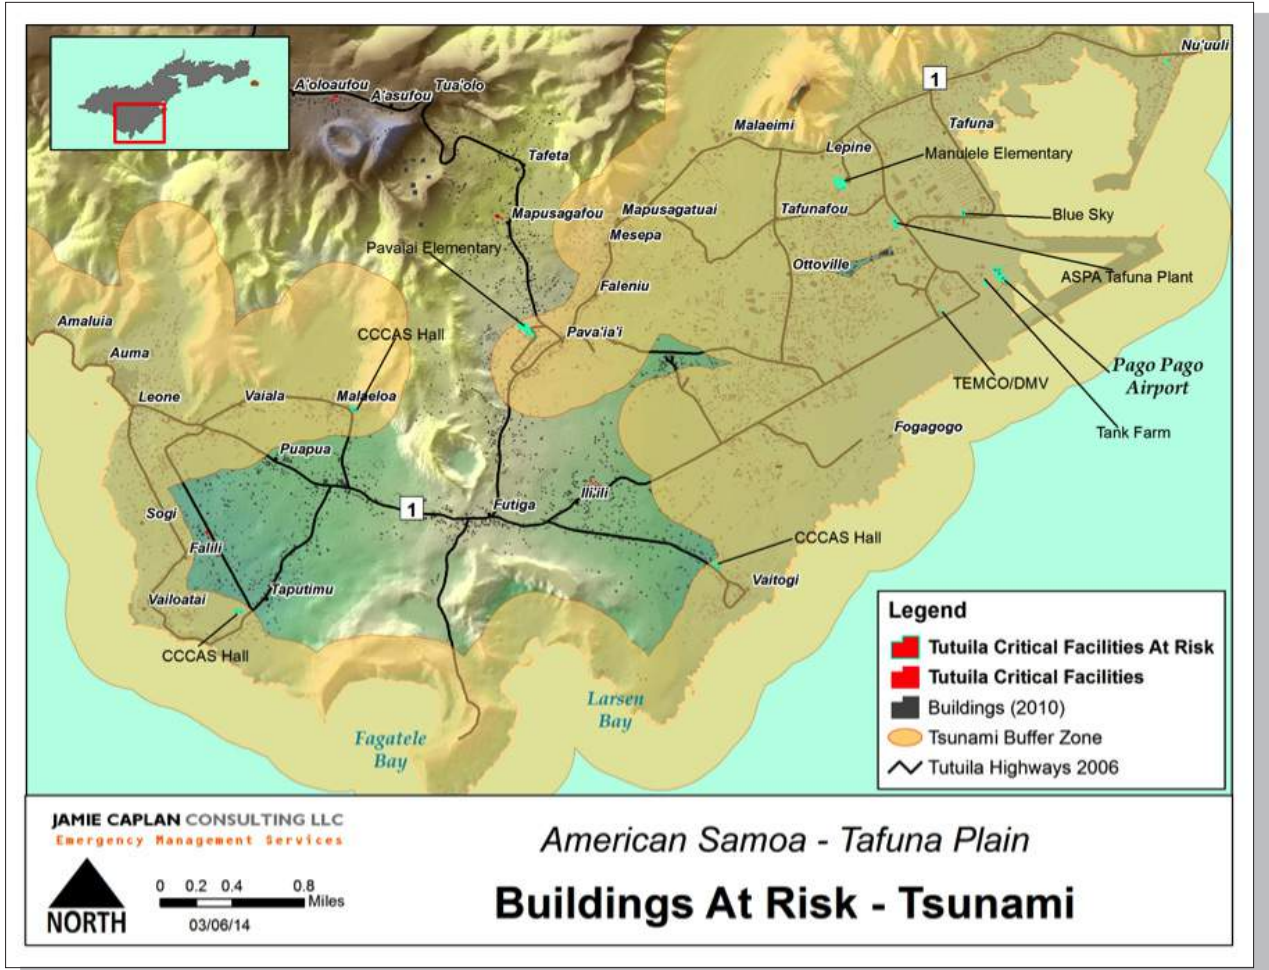 Nu'uuli
A'oloaufou
A'asufou
Tua'olo
1
Malaeimi
Tafuna
Lepine
Manulele Elementary
Tafeta
Mapusagafou
Mapusagatuai
Tafunafou
Blue Sky
Mesepa
Pavaiai Elementary
Ottoville
ASPA Tafuna Plant
Faleniu
Amaluia
CCCAS Hall
Pava'ia'i
Auma
Pago Pago
Airport
TEMCO/DMV
Leone
Vaiala
Malaeloa
Fogagogo
Tank Farm
Puapua
Ili'ili
1
Futiga
Sogi
CCCAS Hall
Falili
Vaitogi
Taputimu
Vailoatai
CCCAS Hall
Larsen
Bay
Fagatele
Bay
Legend
Tutuila Critical Facilities At Risk
Tutuila Critical Facilities
Buildings (2010)
Tsunami Buffer Zone
Tutuila Highways 2006
JAMIE CAPLAN CONSULTING LLC
Emergency Management Services
NORTH
0 0.2 0.4 0.8
Miles
03/06/14
American Samoa - Tafuna Plain
Buildings At Risk - Tsunami